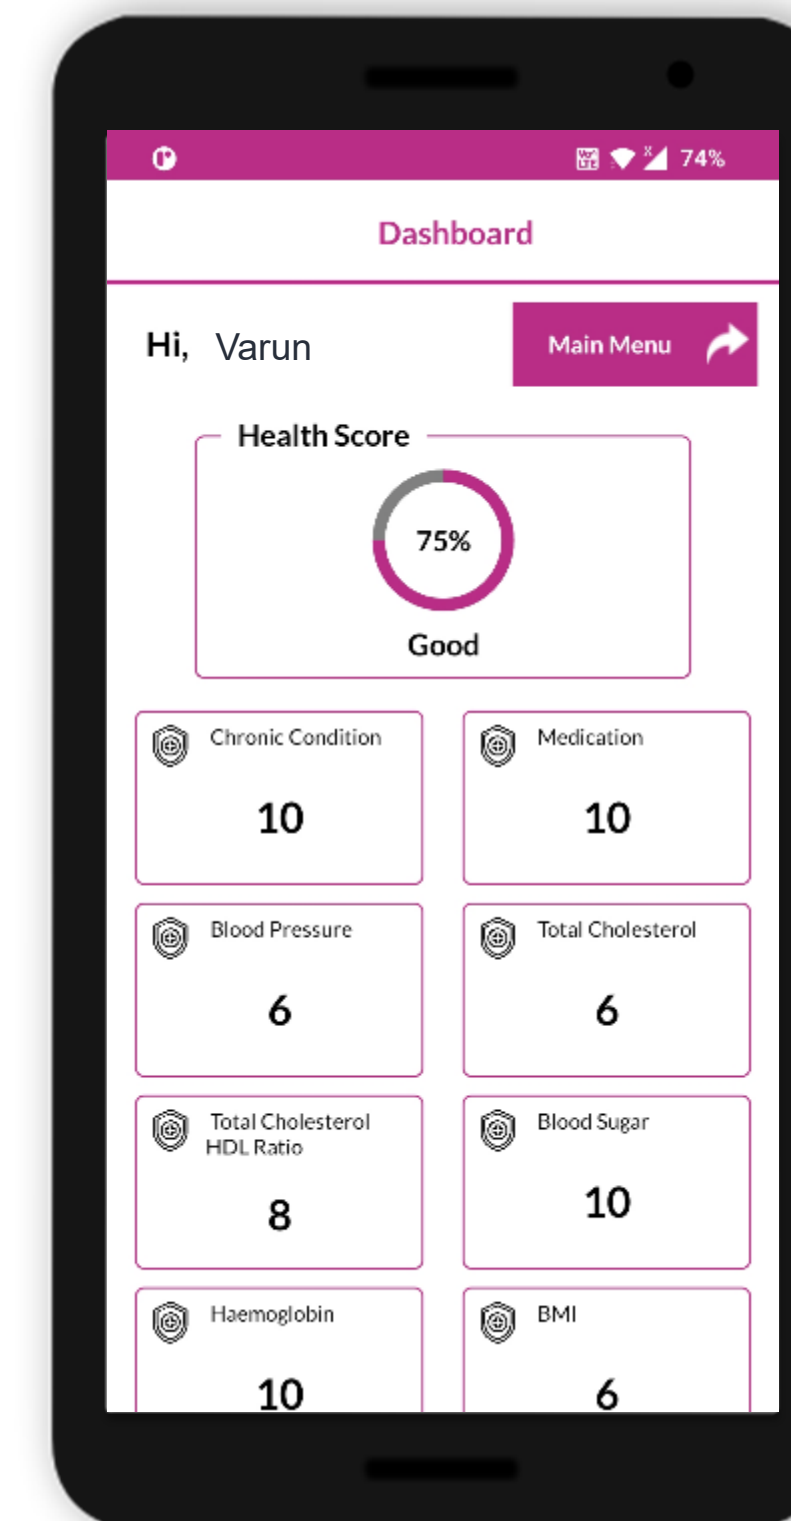 VoLTE X 74%
Dashboard
Hi, Varun
Main Menu
Health Score
75%
Good
Chronic Condition
10
Medication
10
Blood Pressure
6
Total Cholesterol
6
Total Cholesterol
HDL Ratio
8
Blood Sugar
10
Haemoglobin
10
BMI
6